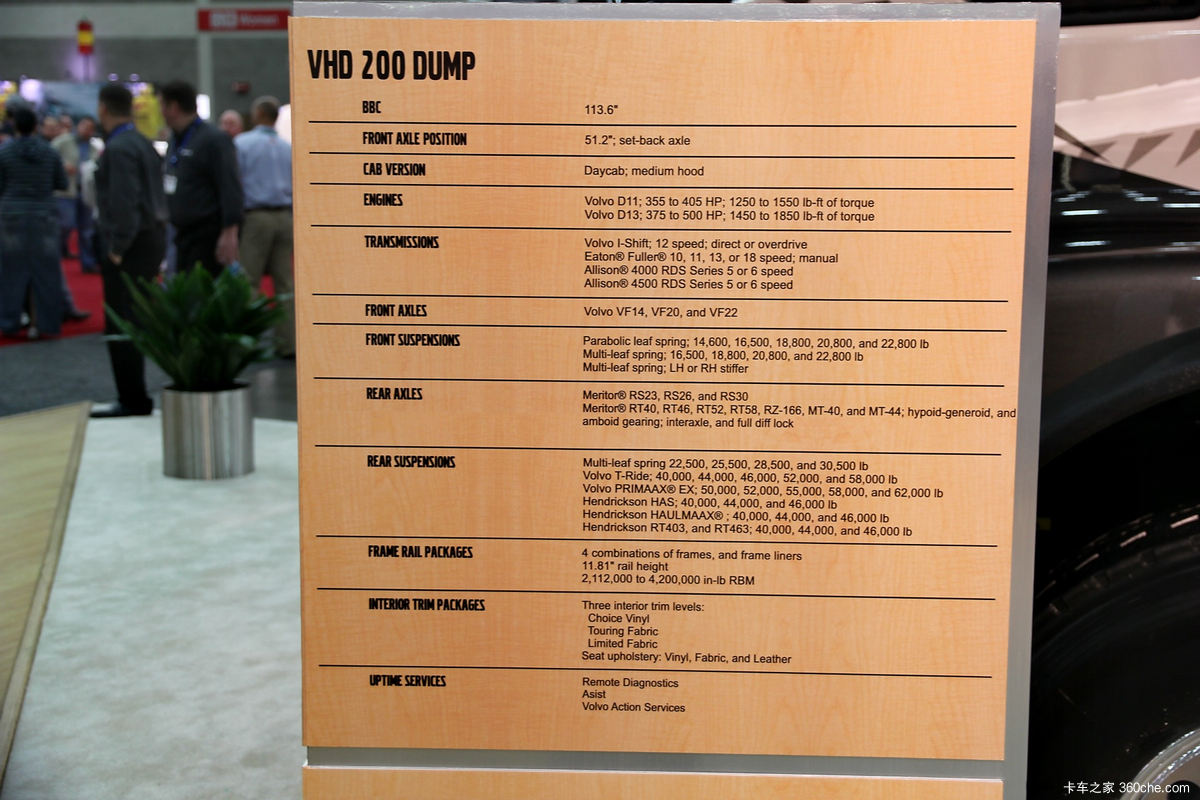 VHD 200 DUMP
BBC 113.6"
FRONT AXLE POSITION 51.2"; set-back axle
CAB VERSION Daycab; medium hood
ENGINES Volvo D11; 355 to 405 HP; 1250 to 1550 lb-ft of torque
Volvo D13; 375 to 500 HP; 1450 to 1850 lb-ft of torque
TRANSMISSIONS Volvo I-Shift; 12 speed; direct or overdrive
Eaton® Fuller® 10, 11, 13, or 18 speed; manual
Allison® 4000 RDS Series 5 or 6 speed
Allison® 4500 RDS Series 5 or 6 speed
FRONT AXLES Volvo VF14, VF20, and VF22
FRONT SUSPENSIONS Parabolic leaf spring; 14,600, 16,500, 18,800, 20,800, and 22,800 lb
Multi-leaf spring; 16,500, 18,800, 20,800, and 22,800 lb
Multi-leaf spring; LH or RH stiffer
REAR AXLES Meritor® RS23, RS26, and RS30
Meritor® RT40, RT46, RT52, RT58, RZ-166, MT-40, and MT-44; hypoid-generoid, and
amboid gearing; interaxle, and full diff lock
REAR SUSPENSIONS Multi-leaf spring 22,500, 25,500, 28,500, and 30,500 lb
Volvo T-Ride; 40,000, 44,000, 46,000, 52,000, and 58,000 lb
Volvo PRIMAAX® EX; 50,000, 52,000, 55,000, 58,000, and 62,000 lb
Hendrickson HAS; 40,000, 44,000, and 46,000 lb
Hendrickson HAULMAAX® ; 40,000, 44,000, and 46,000 lb
Hendrickson RT403, and RT463; 40,000, 44,000, and 46,000 lb
FRAME RAIL PACKAGES 4 combinations of frames, and frame liners
11.81" rail height
2,112,000 to 4,200,000 in-lb RBM
INTERIOR TRIM PACKAGES Three interior trim levels:
Choice Vinyl
Touring Fabric
Limited Fabric
Seat upholstery: Vinyl, Fabric, and Leather
UPTIME SERVICES Remote Diagnostics
Asist
Volvo Action Services
卡车之家 360che.com